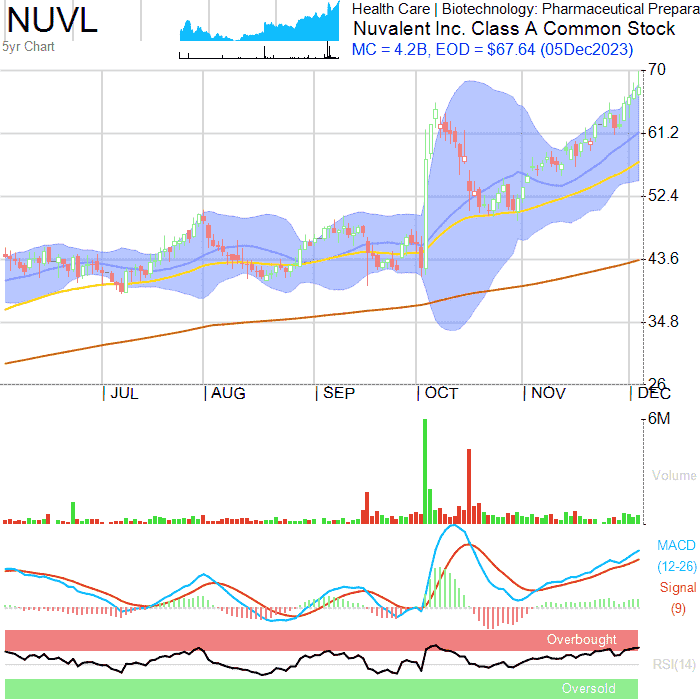 NUVL
5yr Chart
Health Care | Biotechnology: Pharmaceutical Prepara
Nuvalent Inc. Class A Common Stock
MC = 4.2B, EOD = $67.64 (05Dec2023)
70
61.2
52.4
43.6
34.8
26
JUL
AUG
SEP
OCT
NOV
DEC
6M
Volume
MACD
(12-26)
Signal
(9)
Overbought
RSI(14)
Oversold